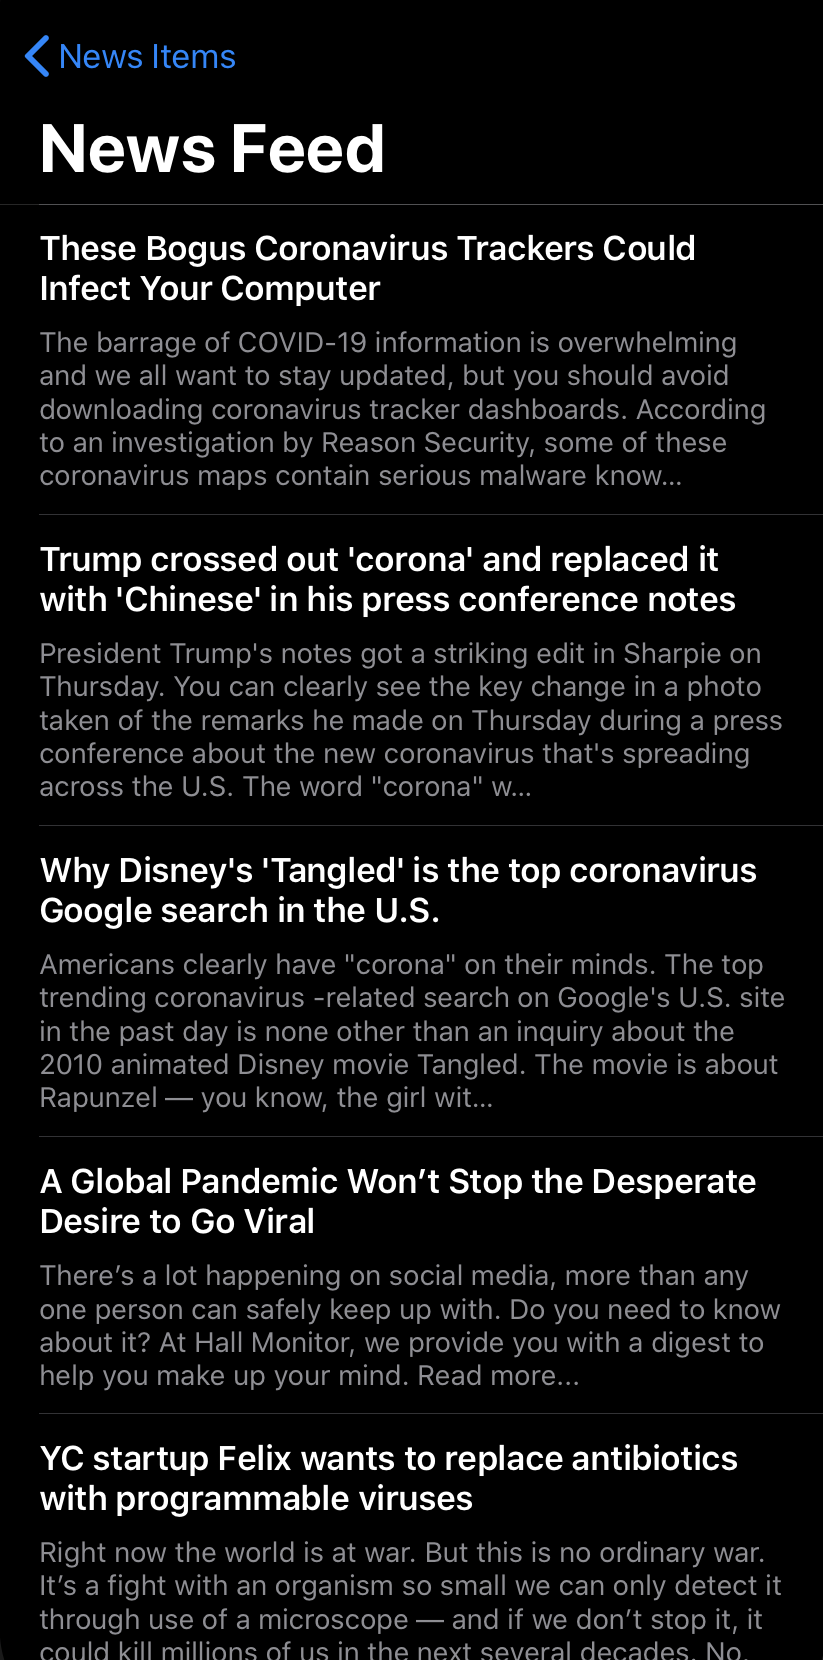 News Items
News Feed
These Bogus Coronavirus Trackers Could
Infect Your Computer
The barrage of COVID-19 information is overwhelming
and we all want to stay updated, but you should avoid
downloading coronavirus tracker dashboards. According
to an investigation by Reason Security, some of these
coronavirus maps contain serious malware know...
Trump crossed out 'corona' and replaced it
with 'Chinese' in his press conference notes
President Trump's notes got a striking edit in Sharpie on
Thursday. You can clearly see the key change in a photo
taken of the remarks he made on Thursday during a press
conference about the new coronavirus that's spreading
across the U.S. The word "corona" w...
Why Disney's 'Tangled' is the top coronavirus
Google search in the U.S.
Americans clearly have "corona" on their minds. The top
trending coronavirus -related search on Google's U.S. site
in the past day is none other than an inquiry about the
2010 animated Disney movie Tangled. The movie is about
Rapunzel — you know, the girl wit...
A Global Pandemic Won’t Stop the Desperate
Desire to Go Viral
There’s a lot happening on social media, more than any
one person can safely keep up with. Do you need to know
about it? At Hall Monitor, we provide you with a digest to
help you make up your mind. Read more...
YC startup Felix wants to replace antibiotics
with programmable viruses
Right now the world is at war. But this is no ordinary war.
It’s a fight with an organism so small we can only detect it
through use of a microscope — and if we don’t stop it, it
could kill millions of us in the next several decades. No,